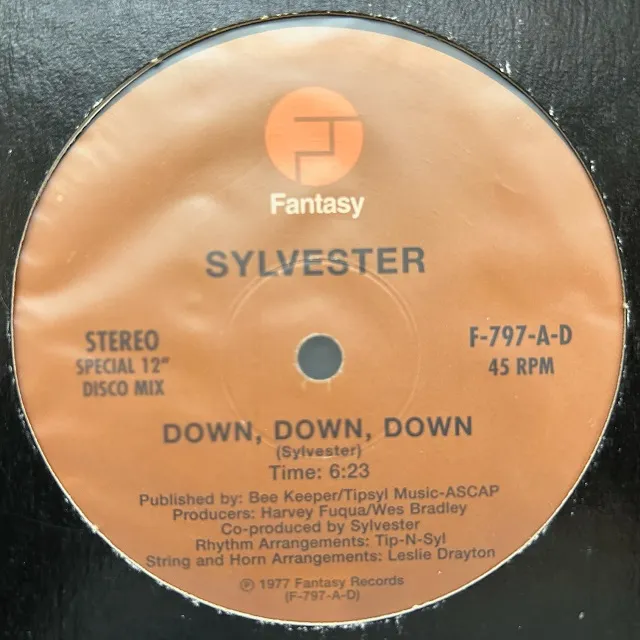 Fantasy
SYLVESTER
STEREO
SPECIAL 12"
DISCO MIX
F-797-A-D
45 RPM
DOWN, DOWN, DOWN
(Sylvester)
Time: 6:23
Published by: Bee Keeper/Tipsyl Music-ASCAP
Producers: Harvey Fuqua/Wes Bradley
Co-produced by Sylvester
Rhythm Arrangements: Tip-N-Syl
String and Horn Arrangements: Leslie Drayton
℗ 1977 Fantasy Records
(F-797-A-D)